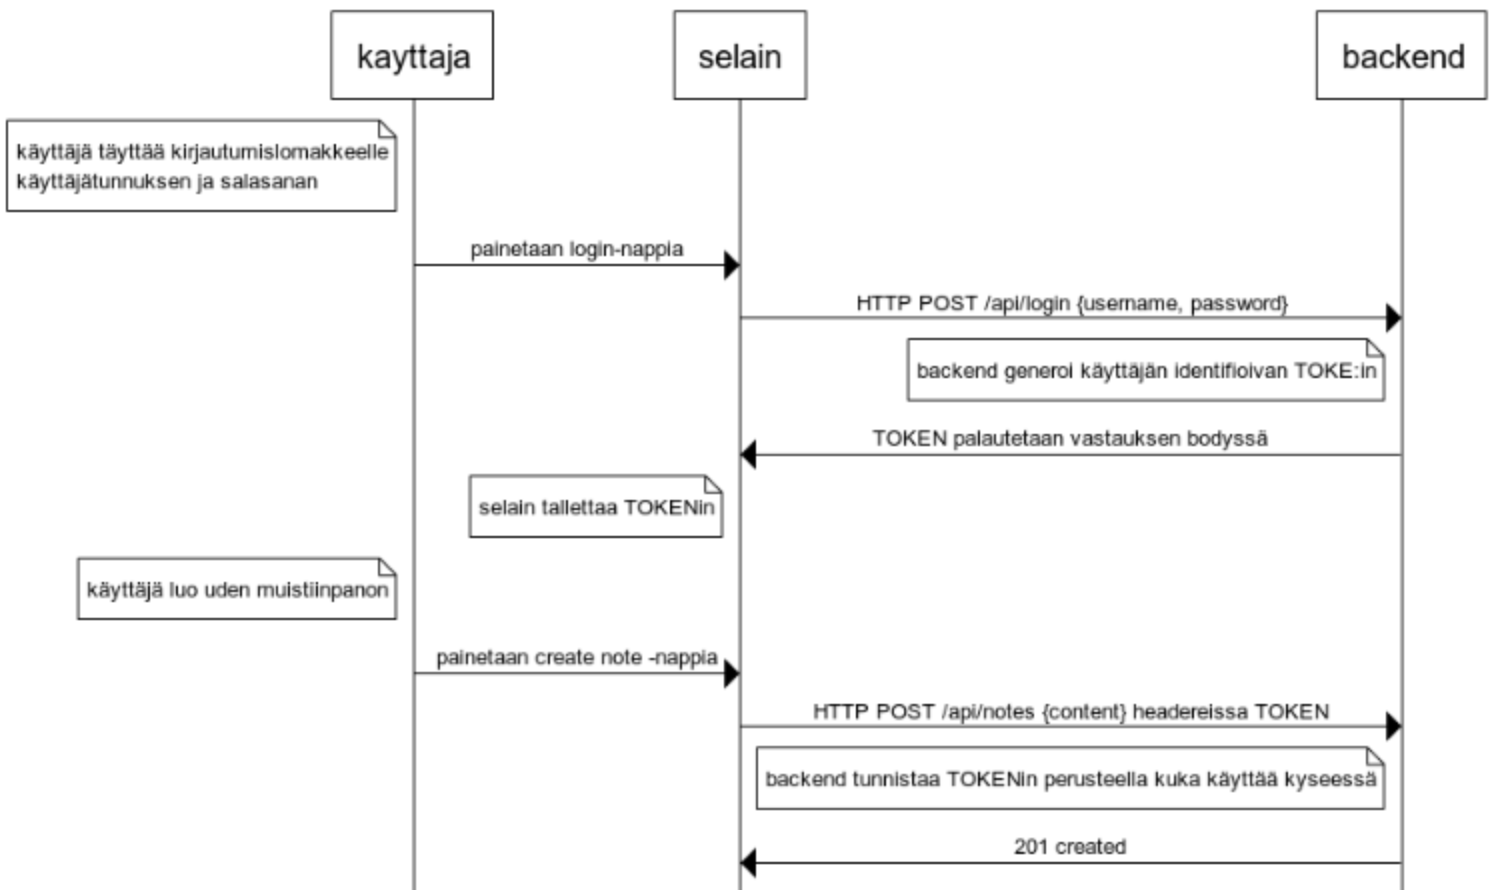 kayttaja
selain
backend
käyttäjä täyttää kirjautumislomakkeelle
käyttäjätunnuksen ja salasanan
painetaan login-nappia
HTTP POST /api/login {username, password}
backend generoi käyttäjän identifioivan TOKE:in
TOKEN palautetaan vastauksen bodyssä
selain tallettaa TOKENin
käyttäjä luo uden muistiinpanon
painetaan create note -nappia
HTTP POST /api/notes {content} headereissa TOKEN
backend tunnistaa TOKENin perusteella kuka käyttää kyseessä
201 created